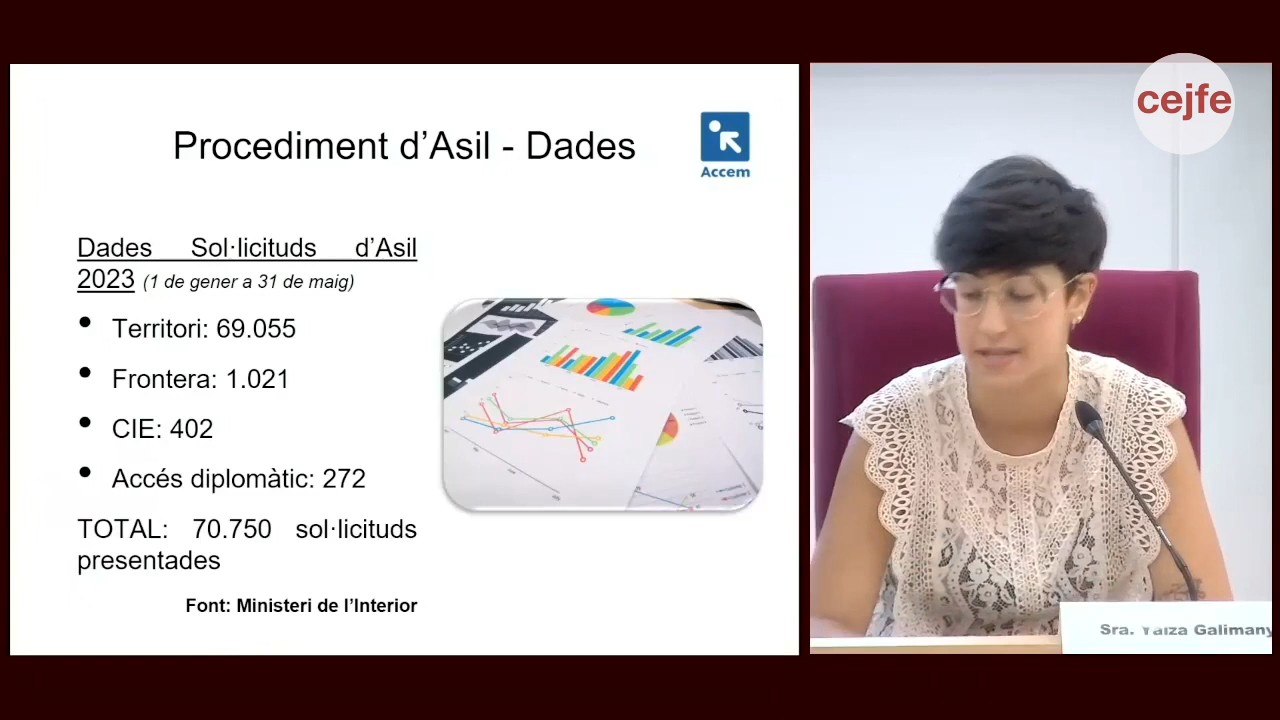 Procediment d’Asil - Dades
Accem
Dades Sol·licituds d’Asil
2023 (1 de gener a 31 de maig)
• Territori: 69.055
• Frontera: 1.021
• CIE: 402
• Accés diplomàtic: 272
TOTAL: 70.750 sol·licituds
presentades
Font: Ministeri de l’Interior
cejfe
Sra. Yaiza Galimany